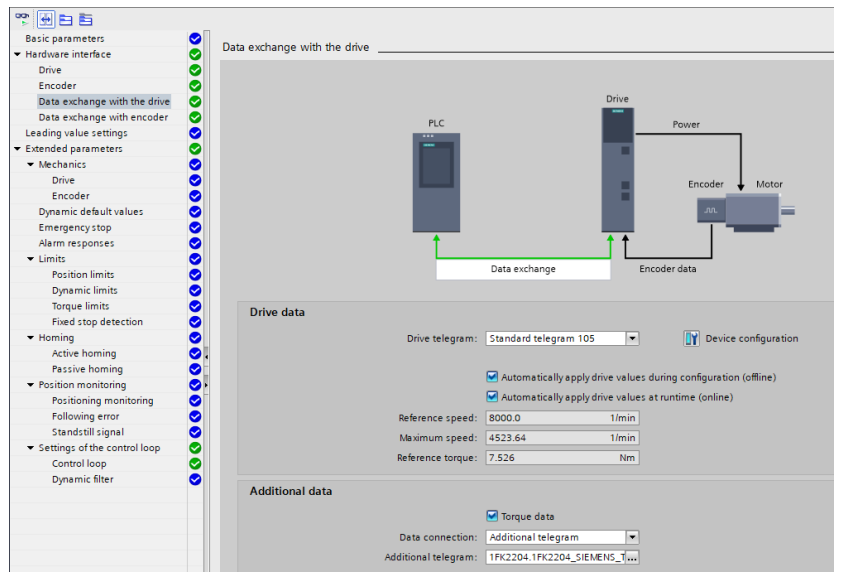 Basic parameters
Hardware interface
Drive
Encoder
Data exchange with the drive
Data exchange with encoder
Leading value settings
Extended parameters
Mechanics
Drive
Encoder
Dynamic default values
Emergency stop
Alarm responses
Limits
Position limits
Dynamic limits
Torque limits
Fixed stop detection
Homing
Active homing
Passive homing
Position monitoring
Positioning monitoring
Following error
Standstill signal
Settings of the control loop
Control loop
Dynamic filter
Data exchange with the drive
PLC
Drive
Power
Encoder
Motor
Data exchange
Encoder data
Drive data
Drive telegram: Standard telegram 105
Device configuration
Automatically apply drive values during configuration (offline)
Automatically apply drive values at runtime (online)
Reference speed: 8000.0 1/min
Maximum speed: 4523.64 1/min
Reference torque: 7.526 Nm
Additional data
Torque data
Data connection: Additional telegram
Additional telegram: 1FK2204.1FK2204_SIEMENS_T ...